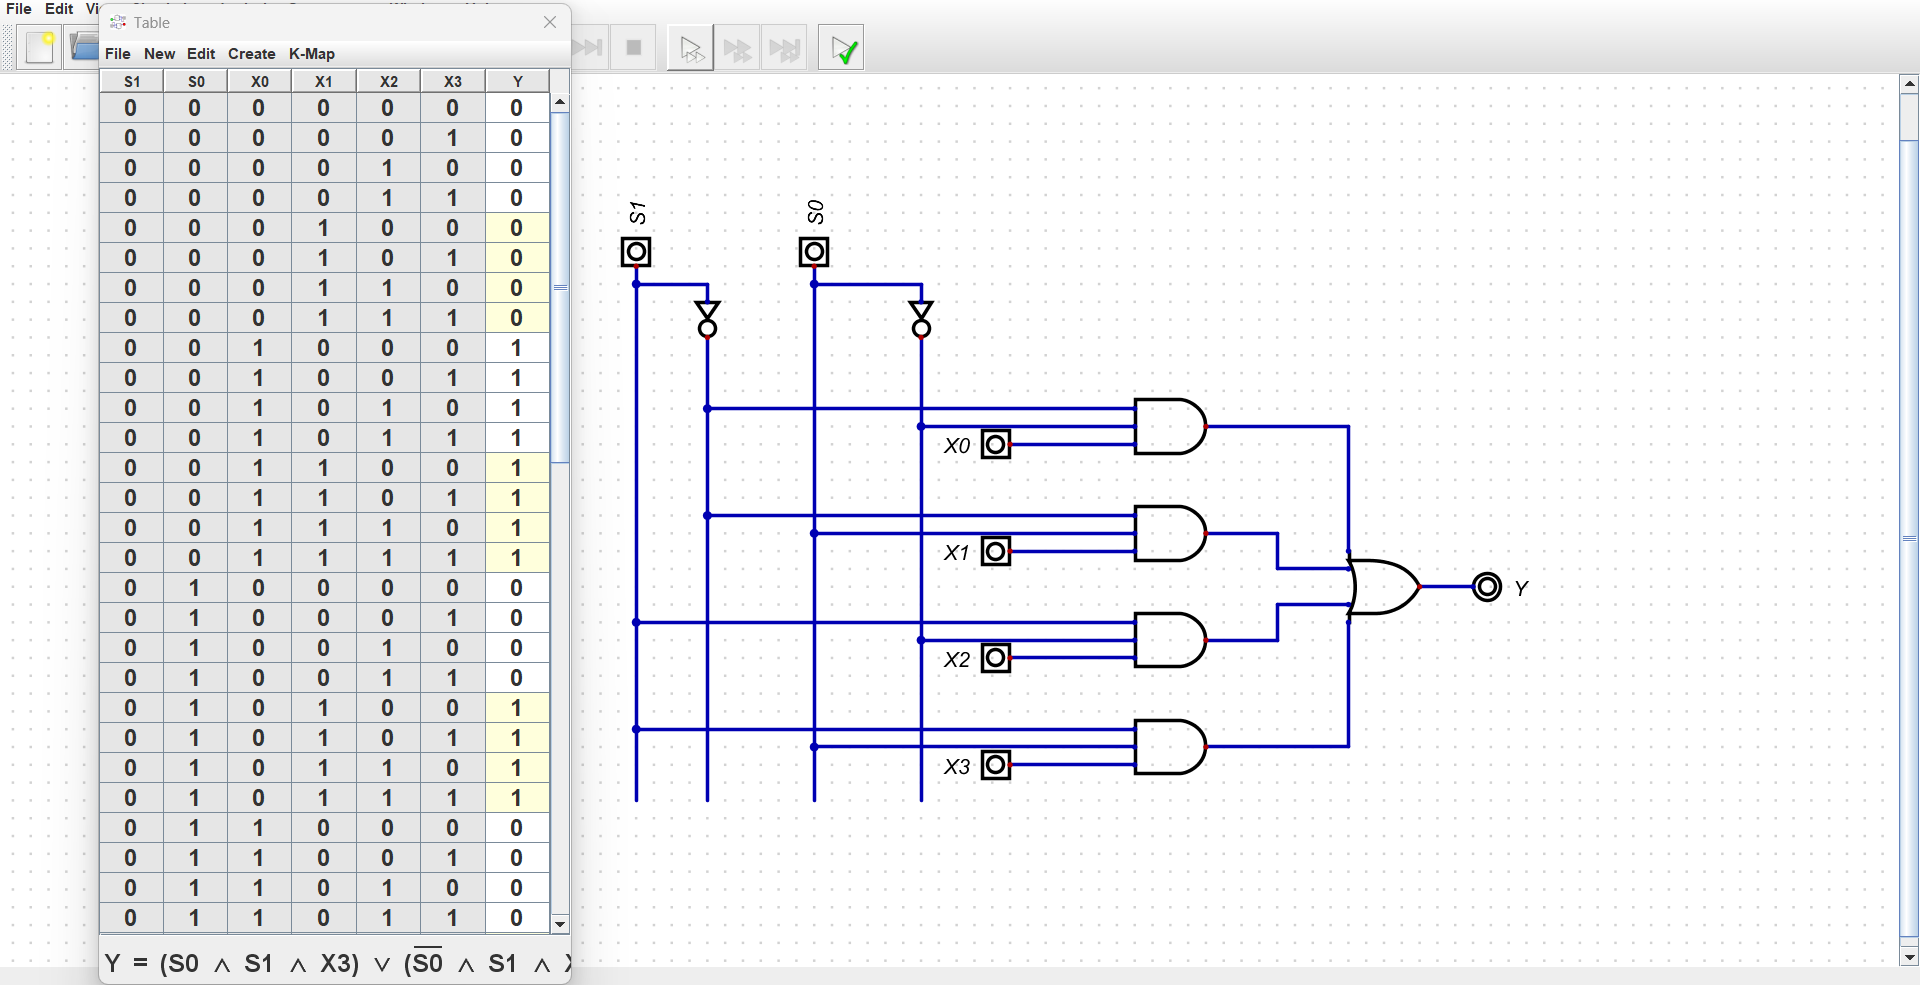 File Edit Vi
Table
File New Edit Create K-Map
S1 S0 X0 X1 X2 X3 Y
0 0 0 0 0 0 0
0 0 0 0 0 1 0
0 0 0 0 1 0 0
0 0 0 0 1 1 0
0 0 0 1 0 0 0
0 0 0 1 0 1 0
0 0 0 1 1 0 0
0 0 0 1 1 1 0
0 0 1 0 0 0 1
0 0 1 0 0 1 1
0 0 1 0 1 0 1
0 0 1 0 1 1 1
0 0 1 1 0 0 1
0 0 1 1 0 1 1
0 0 1 1 1 0 1
0 0 1 1 1 1 1
0 1 0 0 0 0 0
0 1 0 0 0 1 0
0 1 0 0 1 0 0
0 1 0 0 1 1 0
0 1 0 1 0 0 1
0 1 0 1 0 1 1
0 1 0 1 1 0 1
0 1 0 1 1 1 1
0 1 1 0 0 0 0
0 1 1 0 0 1 0
0 1 1 0 1 0 0
0 1 1 0 1 1 0
Y = (S0 ∧ S1 ∧ X3) ∨ (S̅0̅ ∧ S1 ∧ X
S1
S0
X0
X1
X2
X3
Y